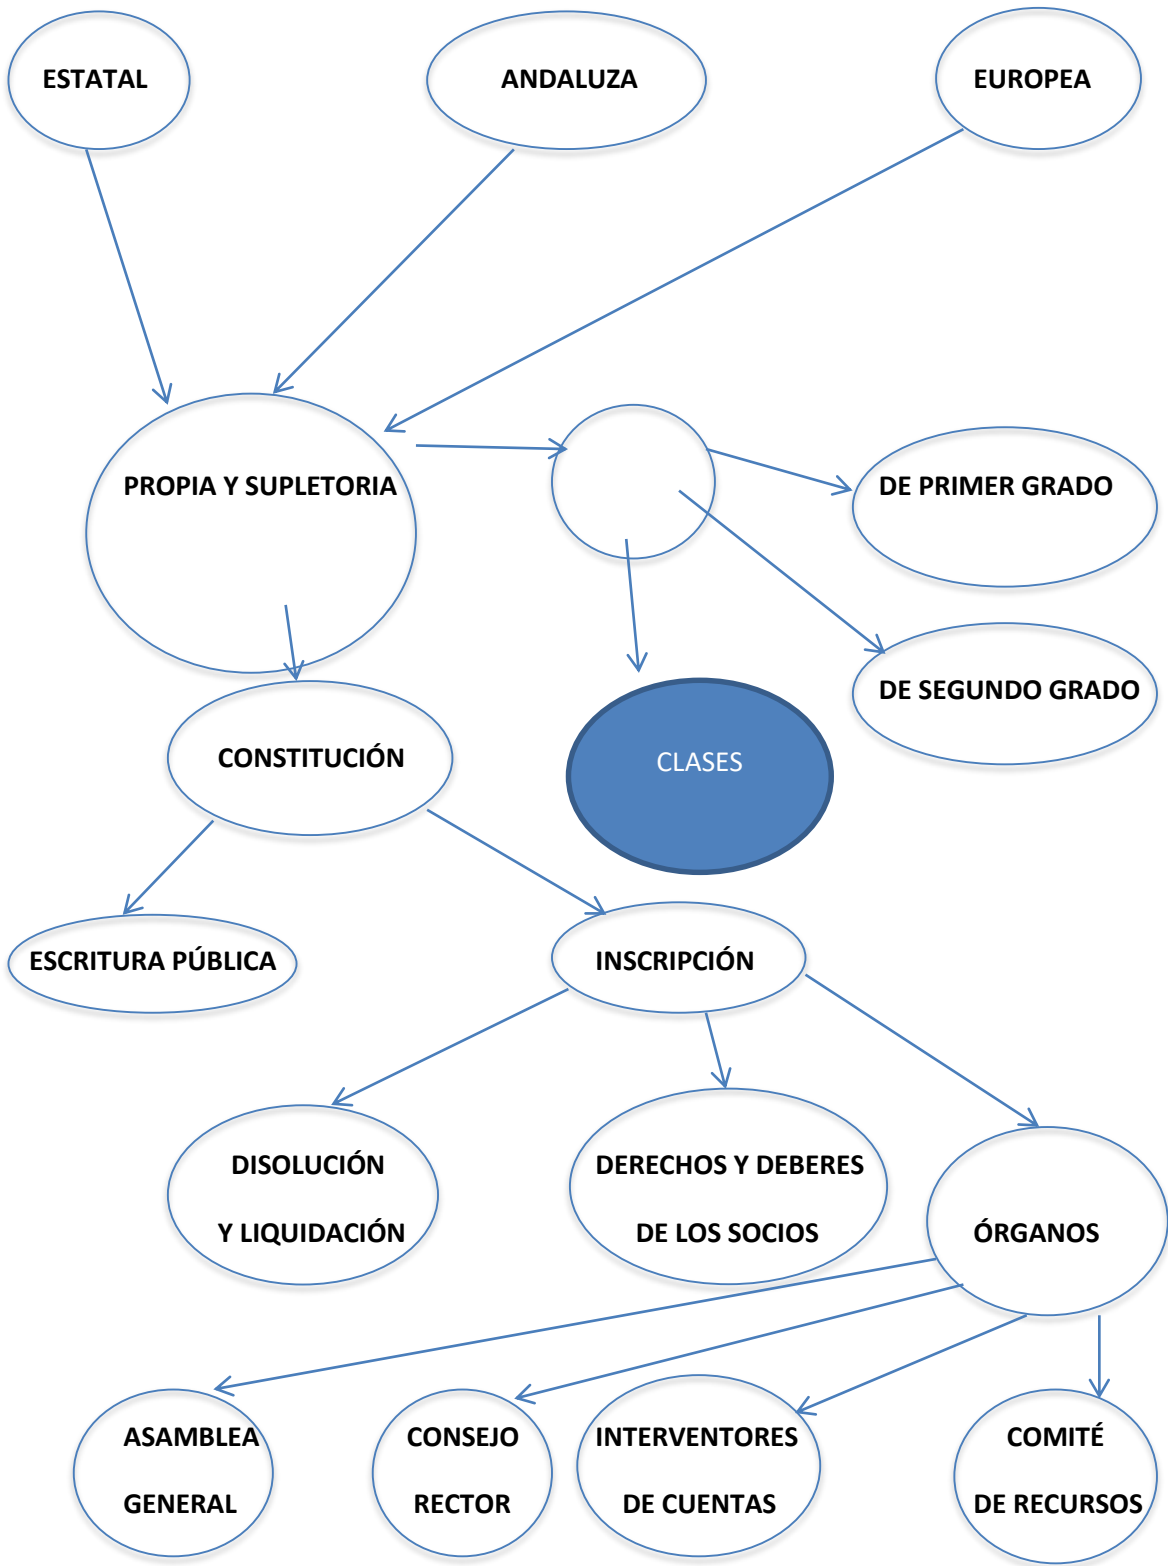 ESTATAL
ANDALUZA
EUROPEA
PROPIA Y SUPLETORIA
DE PRIMER GRADO
DE SEGUNDO GRADO
CONSTITUCIÓN
CLASES
ESCRITURA PÚBLICA
INSCRIPCIÓN
DISOLUCIÓN
Y LIQUIDACIÓN
DERECHOS Y DEBERES
DE LOS SOCIOS
ÓRGANOS
ASAMBLEA
GENERAL
CONSEJO
RECTOR
INTERVENTORES
DE CUENTAS
COMITÉ
DE RECURSOS